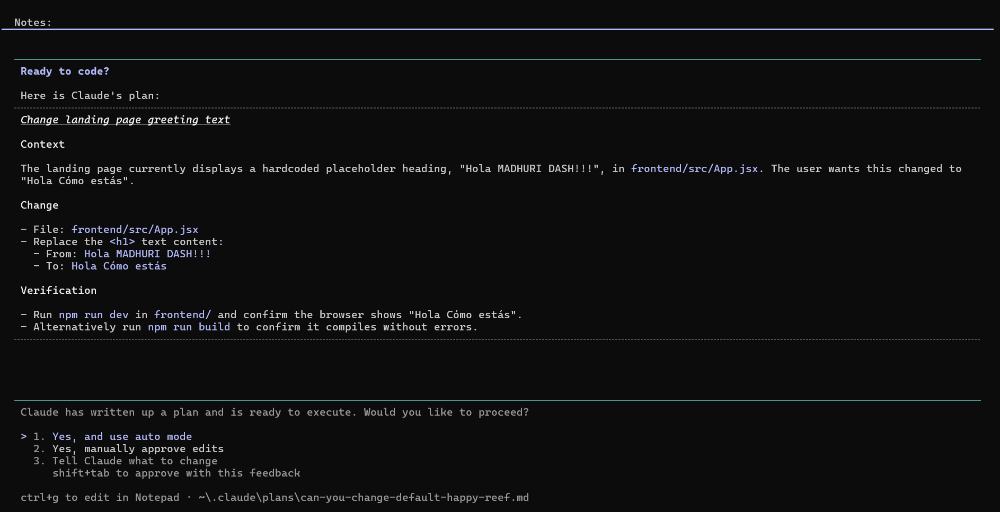 Notes:
Ready to code?
Here is Claude's plan:
Change landing page greeting text
Context
The landing page currently displays a hardcoded placeholder heading, "Hola MADHURI DASH!!!", in frontend/src/App.jsx. The user wants this changed to
"Hola Cómo estás".
Change
- File: frontend/src/App.jsx
- Replace the <h1> text content:
- From: Hola MADHURI DASH!!!
- To: Hola Cómo estás
Verification
- Run npm run dev in frontend/ and confirm the browser shows "Hola Cómo estás".
- Alternatively run npm run build to confirm it compiles without errors.
Claude has written up a plan and is ready to execute. Would you like to proceed?
> 1. Yes, and use auto mode
2. Yes, manually approve edits
3. Tell Claude what to change
shift+tab to approve with this feedback
ctrl+g to edit in Notepad · ~\.claude\plans\can-you-change-default-happy-reef.md